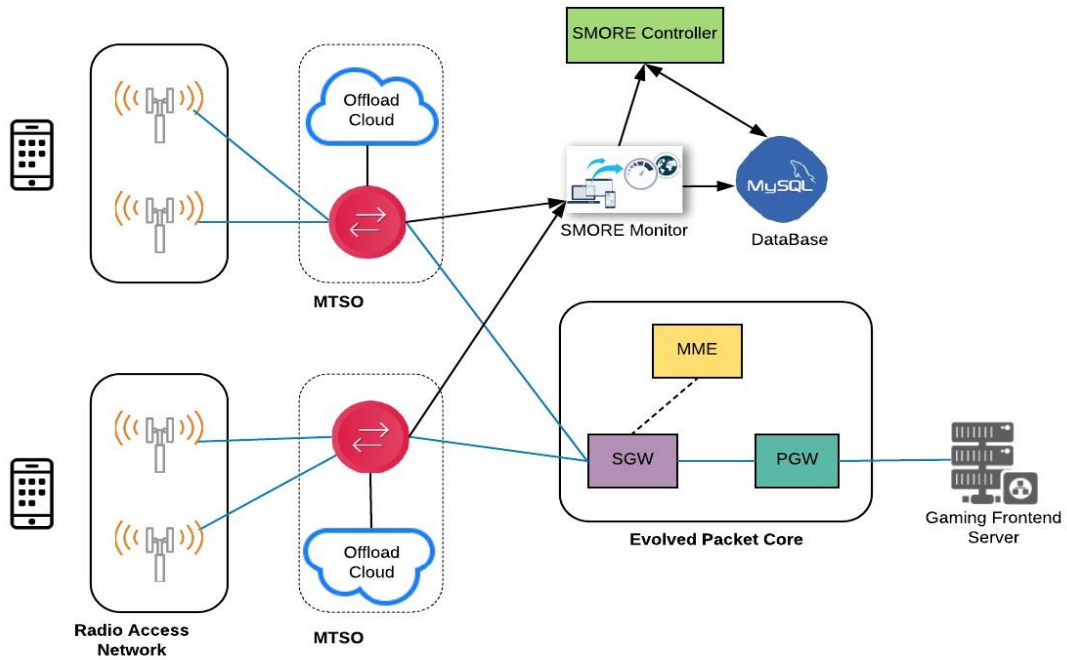 SMORE Controller
Offload
Cloud
MySQL
SMORE Monitor
DataBase
MTSO
MME
SGW
PGW
Gaming Frontend
Server
Evolved Packet Core
Offload
Cloud
Radio Access
Network
MTSO